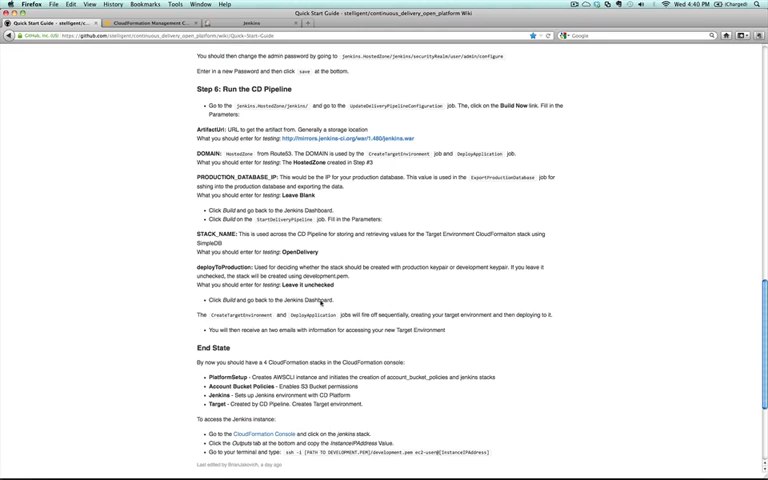 Firefox File Edit View History Bookmarks Tools Window Help
(Charged) Wed 4:40 PM
Quick Start Guide - stelligent/continuous_delivery_open_platform Wiki
Quick Start Guide - stelligent/c...
CloudFormation Management C...
Jenkins
GitHub, Inc. (US) https://github.com/stelligent/continuous_delivery_open_platform/wiki/Quick-Start-Guide
Google
You should then change the admin password by going to jenkins.HostedZone/jenkins/securityRealm/user/admin/configure
Enter in a new Password and then click save at the bottom.
Step 6: Run the CD Pipeline
Go to the jenkins.HostedZone/jenkins/ and go to the UpdateDeliveryPipelineConfiguration job. The, click on the Build Now link. Fill in the
Parameters:
ArtifactUrl: URL to get the artifact from. Generally a storage location
What you should enter for testing: http://mirrors.jenkins-ci.org/war/1.480/jenkins.war
DOMAIN: HostedZone from Route53. The DOMAIN is used by the CreateTargetEnvironment job and DeployApplication job.
What you should enter for testing: The HostedZone created in Step #3
PRODUCTION_DATABASE_IP: This would be the IP for your production database. This value is used in the ExportProductionDatabase job for
sshing into the production database and exporting the data.
What you should enter for testing: Leave Blank
Click Build and go back to the Jenkins Dashboard.
Click Build on the StartDeliveryPipeline job. Fill in the Parameters:
STACK_NAME: This is used across the CD Pipeline for storing and retrieving values for the Target Environment CloudFormaiton stack using
SimpleDB
What you should enter for testing: OpenDelivery
deployToProduction: Used for deciding whether the stack should be created with production keypair or development keypair. If you leave it
unchecked, the stack will be created using development.pem.
What you should enter for testing: Leave it unchecked
Click Build and go back to the Jenkins Dashboard.
The CreateTargetEnvironment and DeployApplication jobs will fire off sequentially, creating your target environment and then deploying to it.
You will then receive an two emails with information for accessing your new Target Environment
End State
By now you should have a 4 CloudFormation stacks in the CloudFormation console:
PlatformSetup - Creates AWSCLI instance and initiates the creation of account_bucket_policies and jenkins stacks
Account Bucket Policies - Enables S3 Bucket permissions
Jenkins - Sets up Jenkins environment with CD Platform
Target - Created by CD Pipeline. Creates Target environment.
To access the Jenkins instance:
Go to the CloudFormation Console and click on the jenkins stack.
Click the Outputs tab at the bottom and copy the InstanceIPAddress Value.
Go to your terminal and type: ssh -i [PATH TO DEVELOPMENT.PEM]/development.pem ec2-user@[InstanceIPAddress]
Last edited by Brianjakovich, a day ago